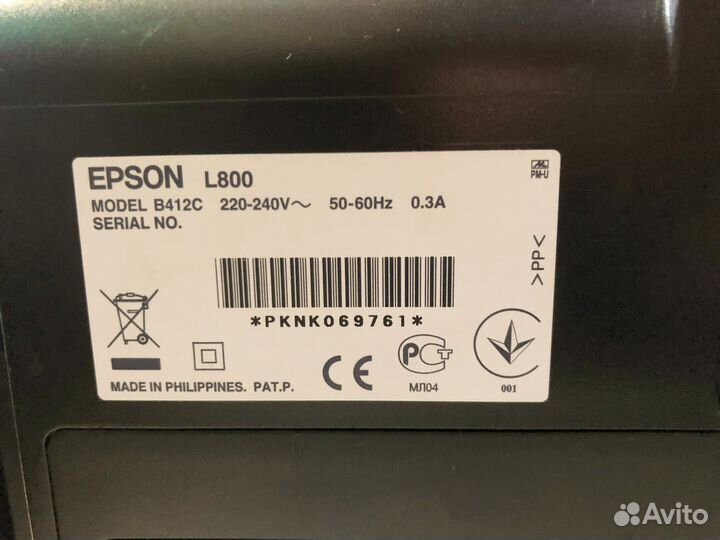 EPSON L800
MODEL B412C 220-240V~ 50-60Hz 0.3A
SERIAL NO.
*PKNK069761*
MADE IN PHILIPPINES. PAT.P.
CE
РСТ
МЛ04
001
PM-U
>PP<
Avito